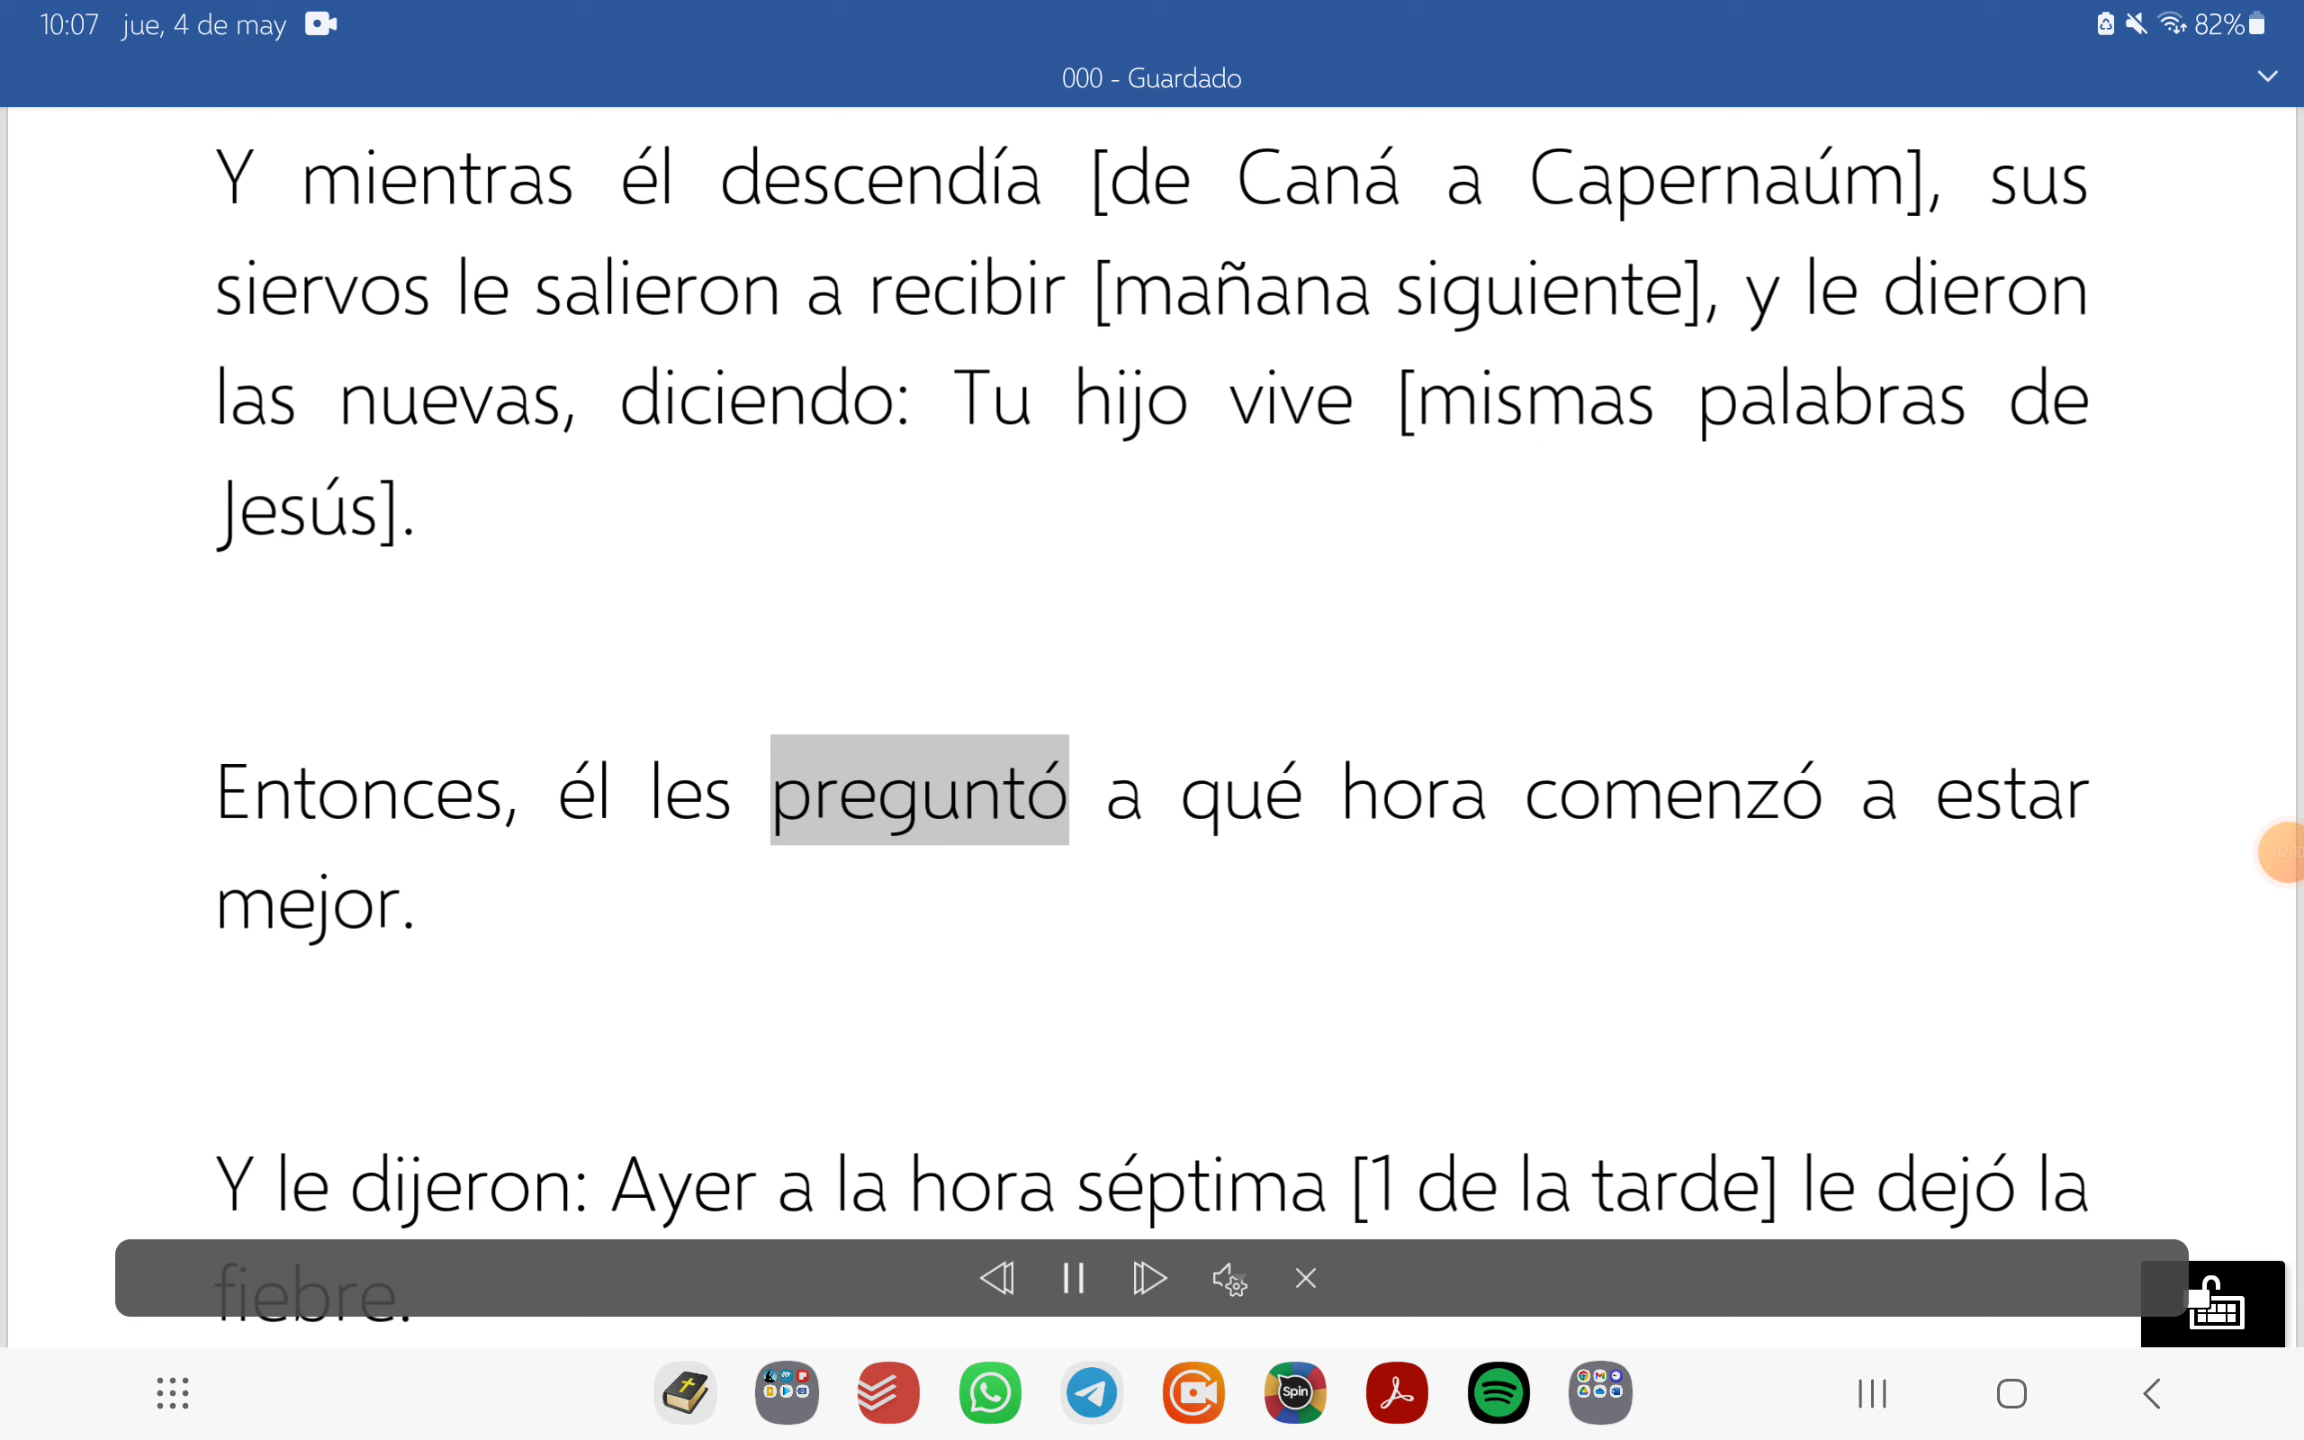 10:07 jue, 4 de may 82%
000 - Guardado
Y mientras él descendía [de Caná a Capernaúm], sus
siervos le salieron a recibir [mañana siguiente], y le dieron
las nuevas, diciendo: Tu hijo vive [mismas palabras de
Jesús].
Entonces, él les preguntó a qué hora comenzó a estar
mejor.
Y le dijeron: Ayer a la hora séptima [1 de la tarde] le dejó la
fiebre.
Spin